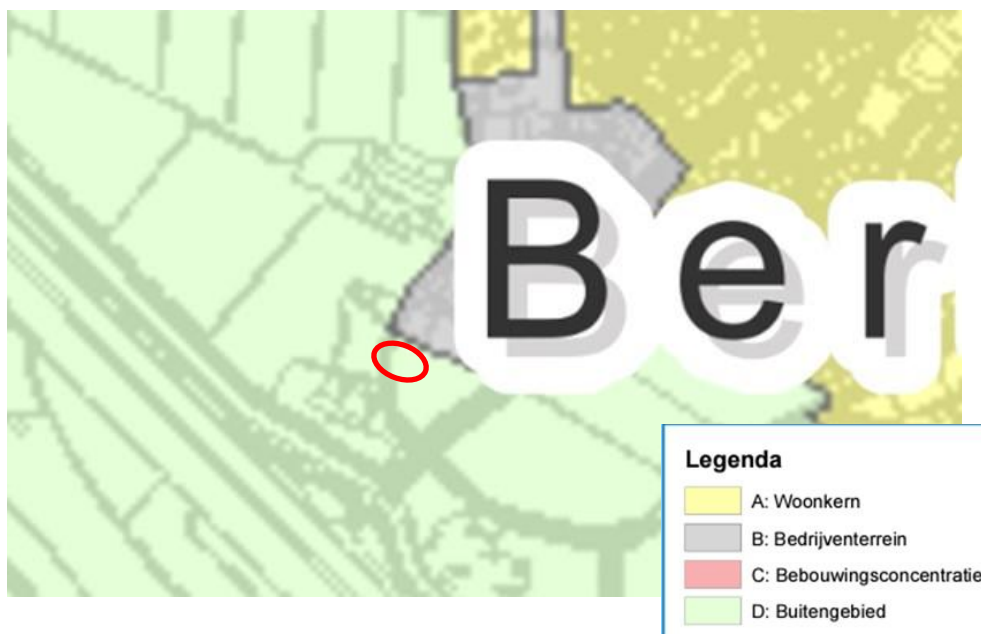 Ber
Legenda
A: Woonkern
B: Bedrijventerrein
C: Bebouwingsconcentratie
D: Buitengebied